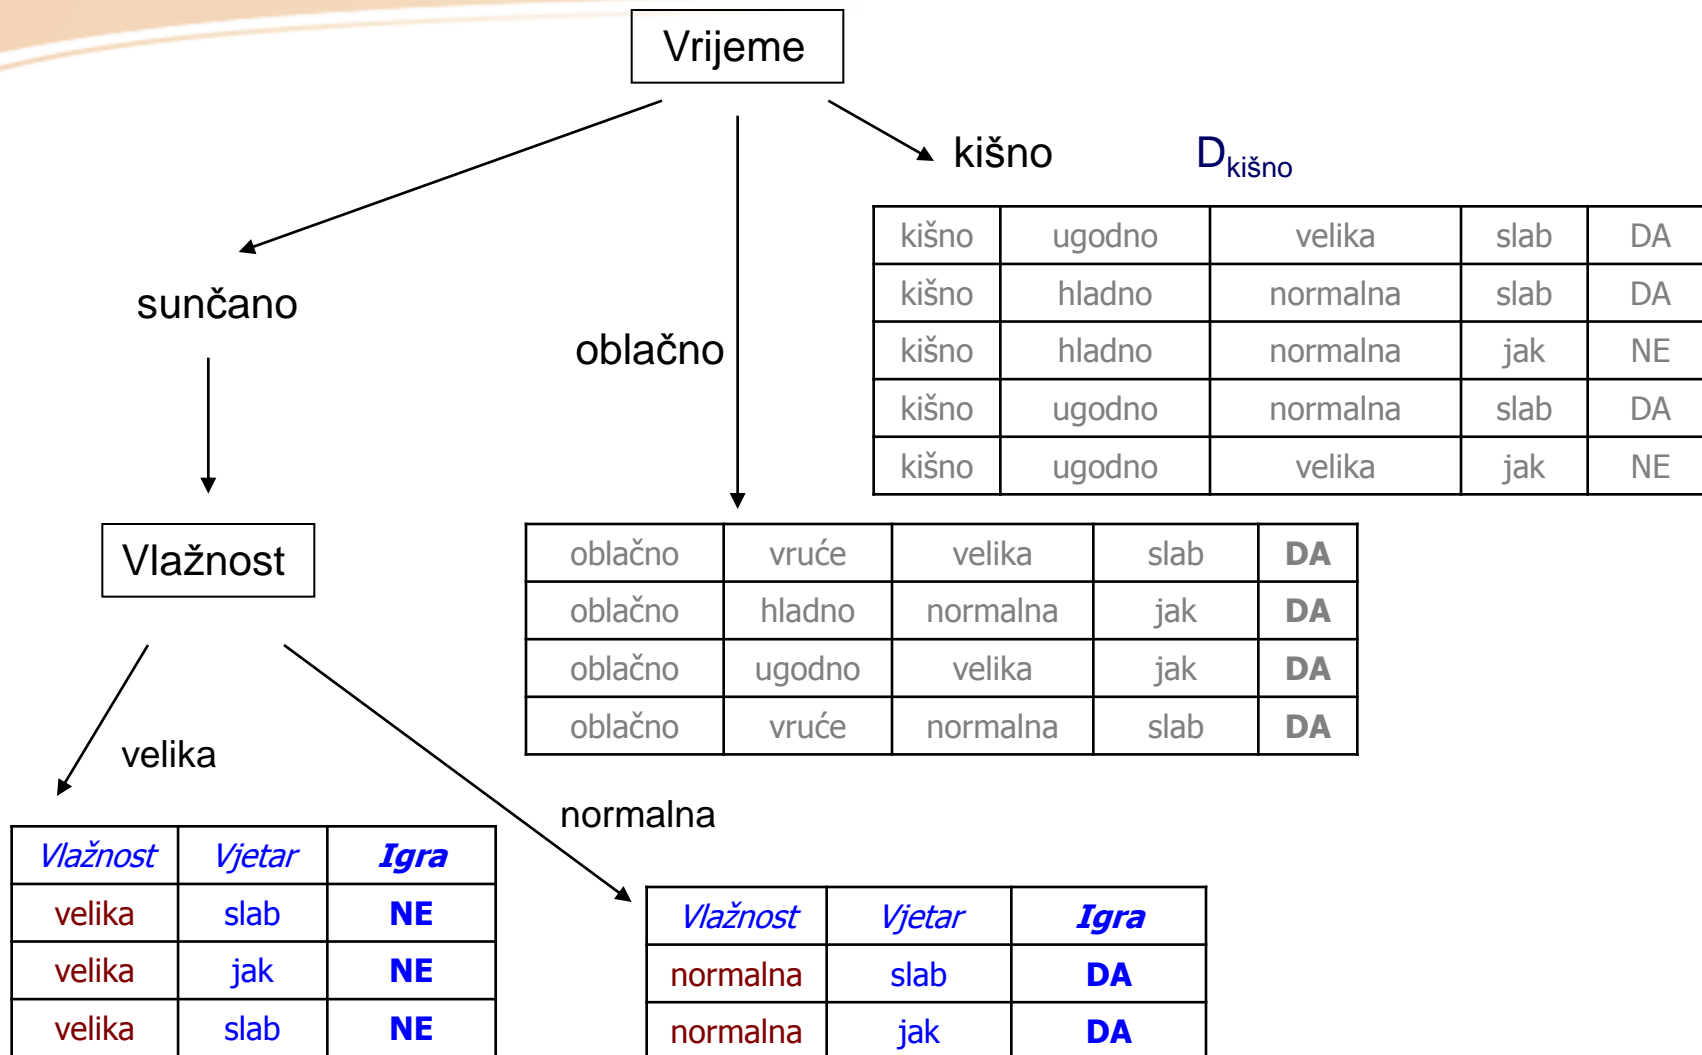 Vrijeme
kišno D kišno
kišno ugodno velika slab DA
kišno hladno normalna slab DA
kišno hladno normalna jak NE
kišno ugodno normalna slab DA
kišno ugodno velika jak NE
sunčano
oblačno
Vlažnost
oblačno vruće velika slab DA
oblačno hladno normalna jak DA
oblačno ugodno velika jak DA
oblačno vruće normalna slab DA
velika
normalna
Vlažnost Vjetar Igra
velika slab NE
velika jak NE
velika slab NE
Vlažnost Vjetar Igra
normalna slab DA
normalna jak DA